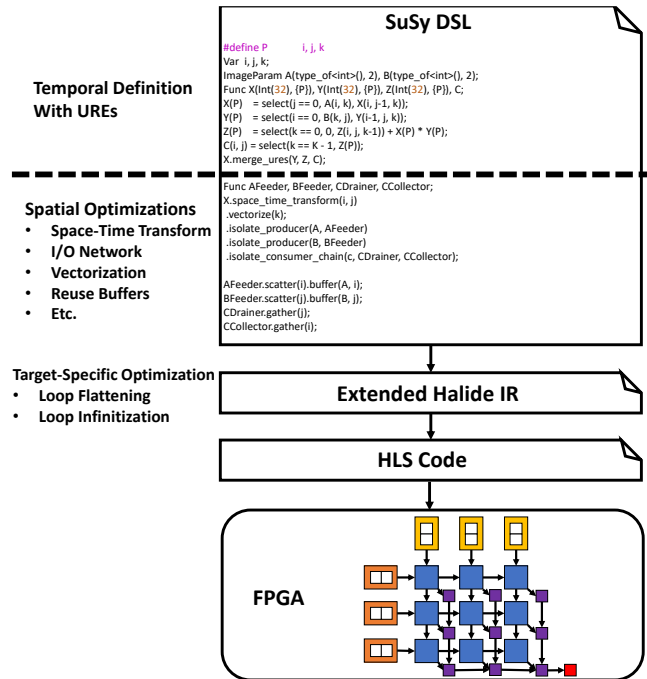 SuSy DSL
Temporal Definition
With UREs
#define P i, j, k
Var i, j, k;
ImageParam A(type_of<int>(), 2), B(type_of<int>(), 2);
Func X(Int(32), {P}), Y(Int(32), {P}), Z(Int(32), {P}), C;
X(P) = select(j == 0, A(i, k), X(i, j-1, k));
Y(P) = select(i == 0, B(k, j), Y(i-1, j, k));
Z(P) = select(k == 0, 0, Z(i, j, k-1)) + X(P) * Y(P);
C(i, j) = select(k == K - 1, Z(P));
X.merge_ures(Y, Z, C);
Spatial Optimizations
• Space-Time Transform
• I/O Network
• Vectorization
• Reuse Buffers
• Etc.
Func AFeeder, BFeeder, CDrainer, CCollector;
X.space_time_transform(i, j)
.vectorize(k);
.isolate_producer(A, AFeeder)
.isolate_producer(B, BFeeder)
.isolate_consumer_chain(c, CDrainer, CCollector);
AFeeder.scatter(i).buffer(A, i);
BFeeder.scatter(j).buffer(B, j);
CDrainer.gather(j);
CCollector.gather(i);
Target-Specific Optimization
• Loop Flattening
• Loop Infinitization
Extended Halide IR
HLS Code
FPGA